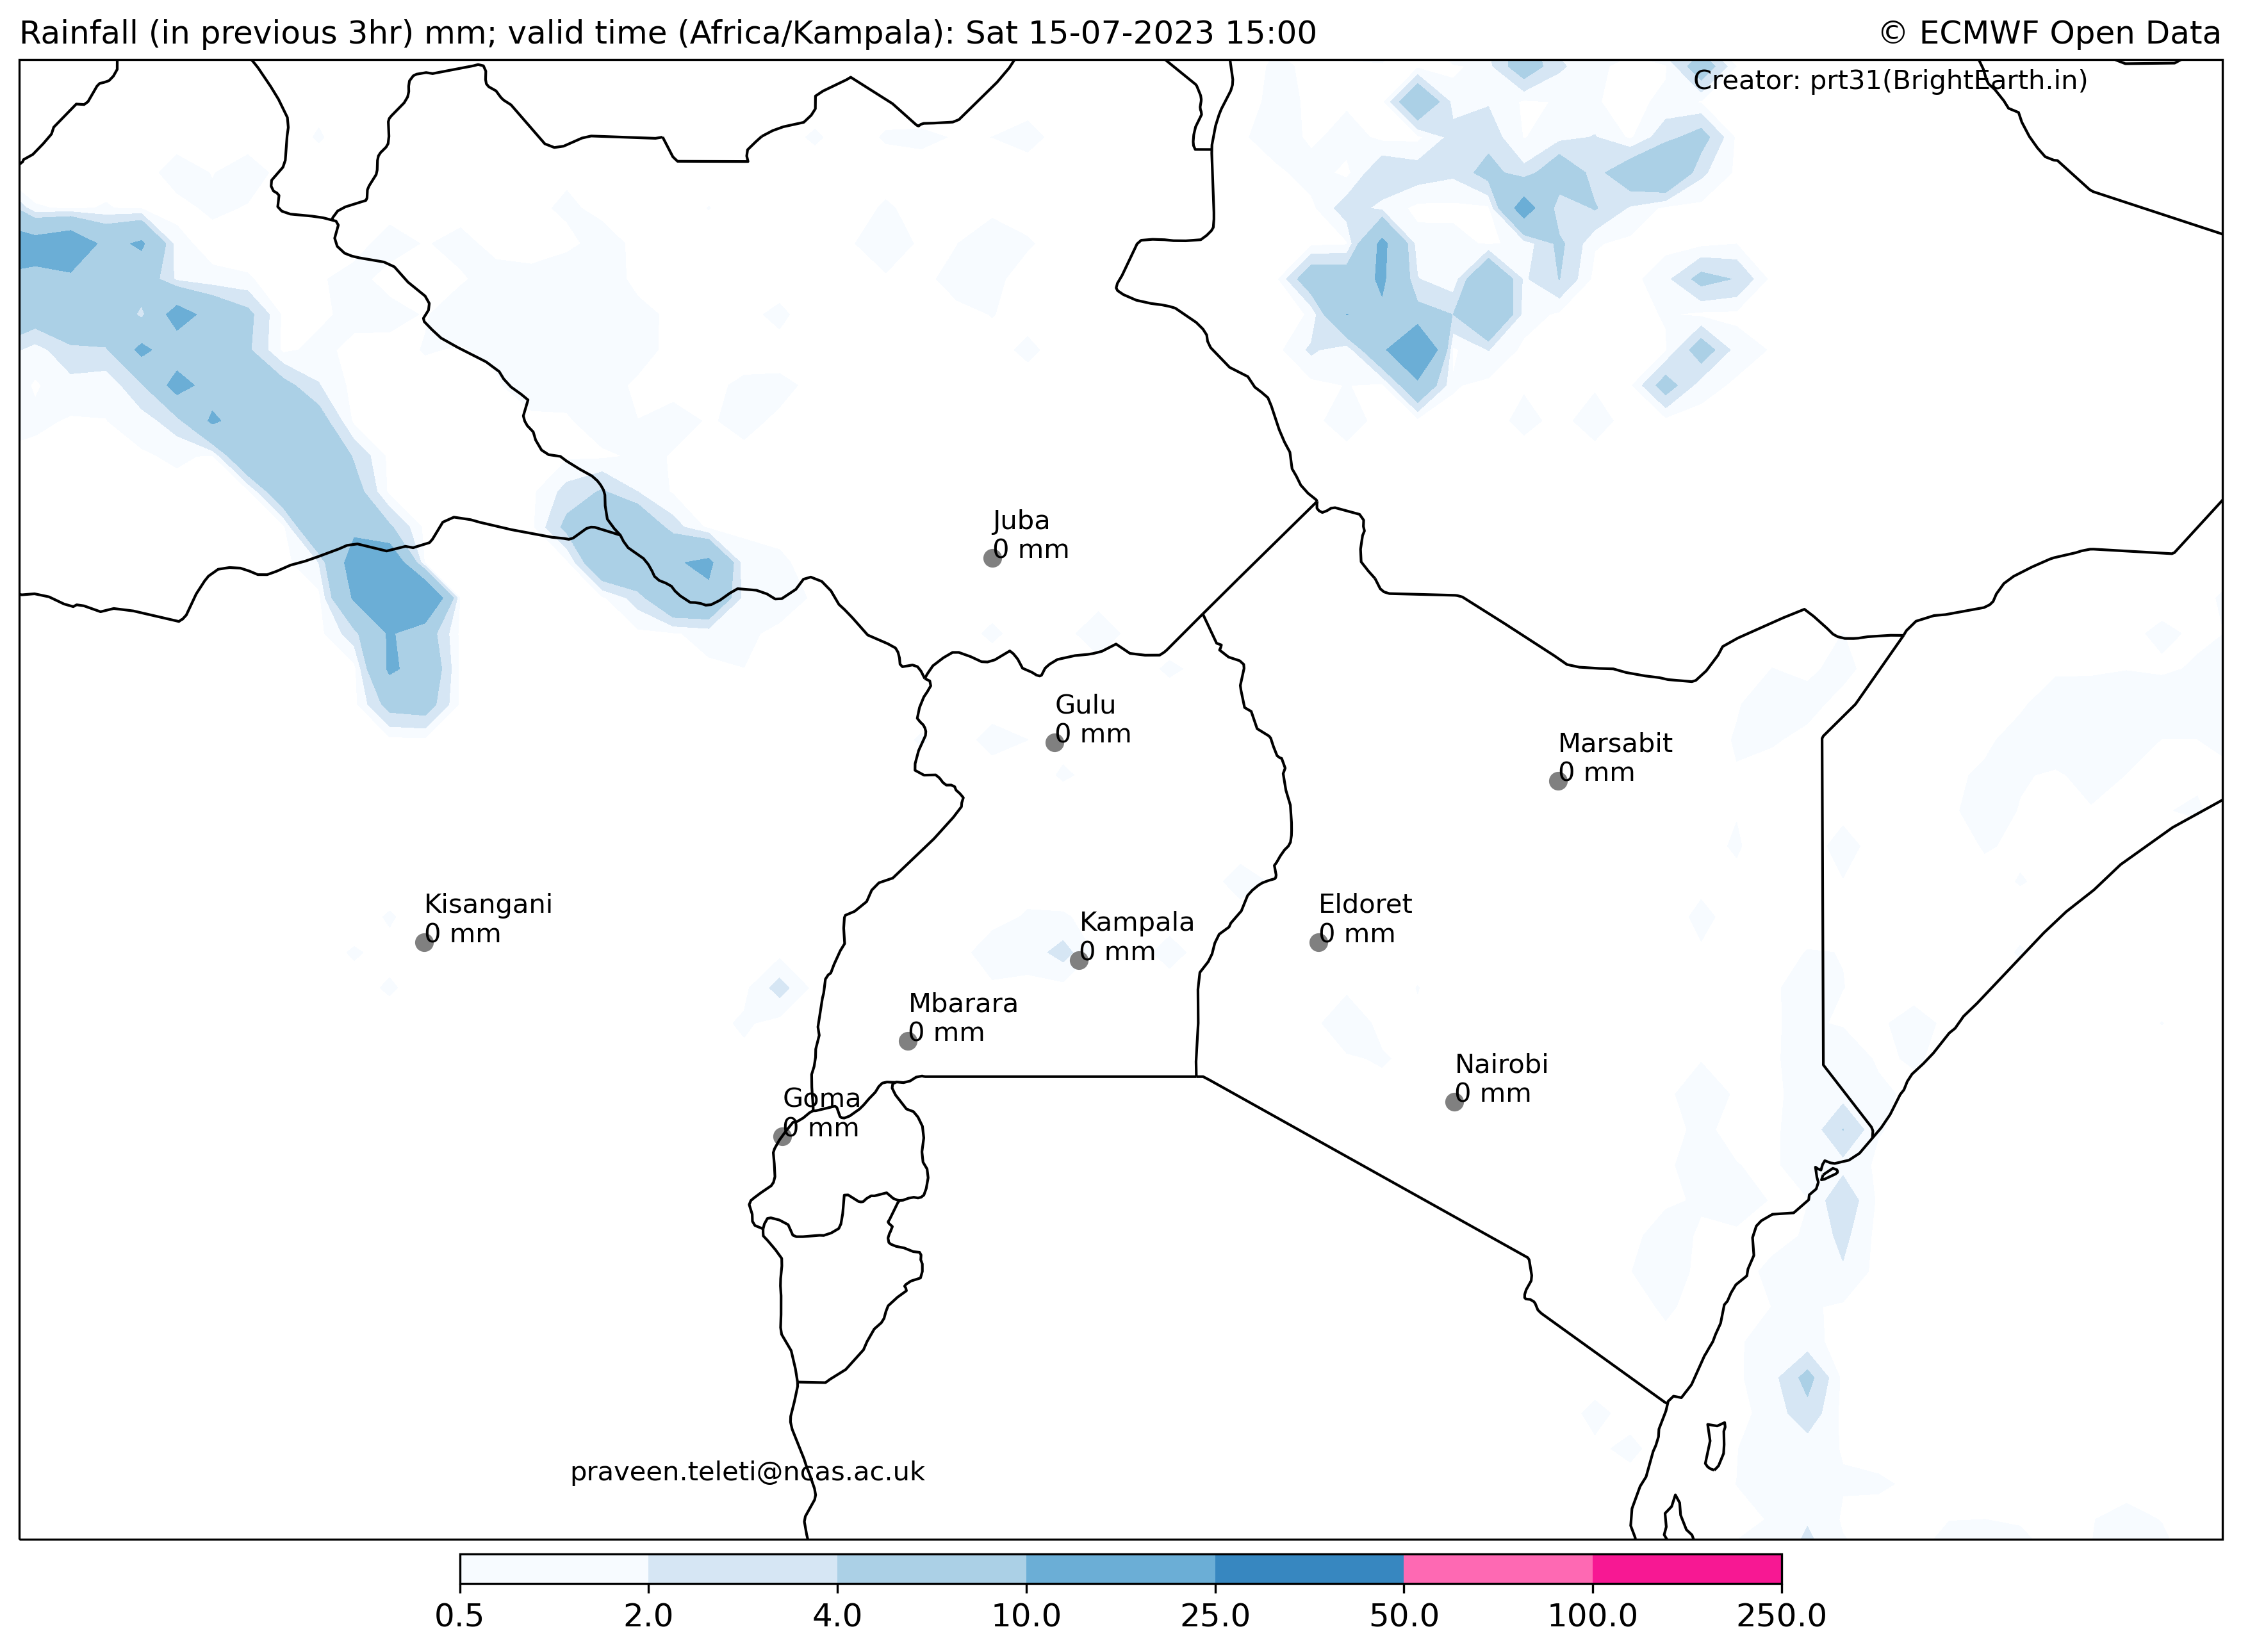 Rainfall (in previous 3hr) mm; valid time (Africa/Kampala): Sat 15-07-2023 15:00
© ECMWF Open Data
Creator: prt31(BrightEarth.in)
Juba
0 mm
Gulu
0 mm
Marsabit
0 mm
Kisangani
0 mm
Kampala
0 mm
Eldoret
0 mm
Mbarara
0 mm
Nairobi
0 mm
Goma
0 mm
praveen.teleti@ncas.ac.uk
0.5 2.0 4.0 10.0 25.0 50.0 100.0 250.0